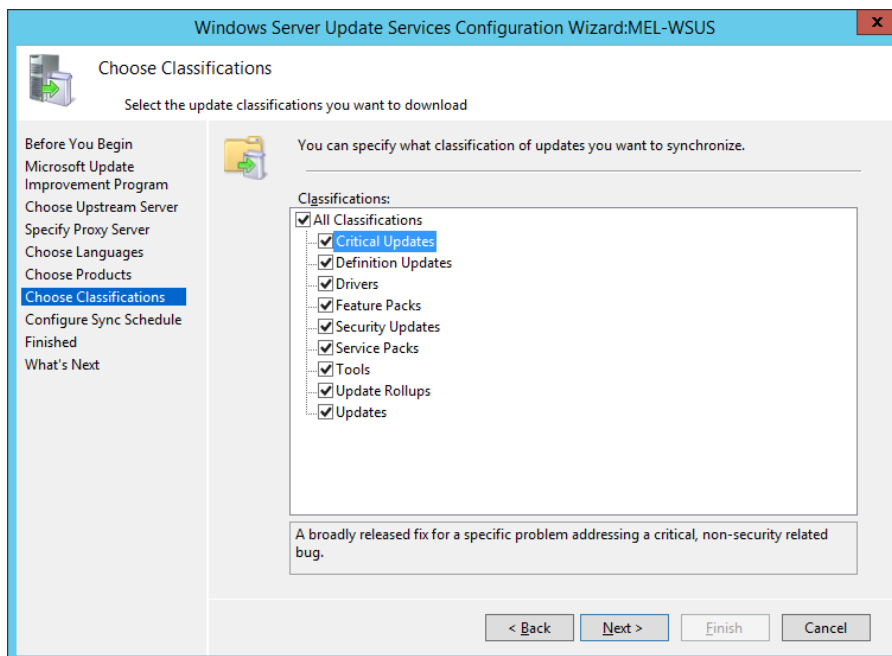 Windows Server Update Services Configuration Wizard:MEL-WSUS
x
Choose Classifications
Select the update classifications you want to download
Before You Begin
Microsoft Update
Improvement Program
Choose Upstream Server
Specify Proxy Server
Choose Languages
Choose Products
Choose Classifications
Configure Sync Schedule
Finished
What's Next
You can specify what classification of updates you want to synchronize.
Classifications:
All Classifications
Critical Updates
Definition Updates
Drivers
Feature Packs
Security Updates
Service Packs
Tools
Update Rollups
Updates
A broadly released fix for a specific problem addressing a critical, non-security related
bug.
< Back
Next >
Finish
Cancel